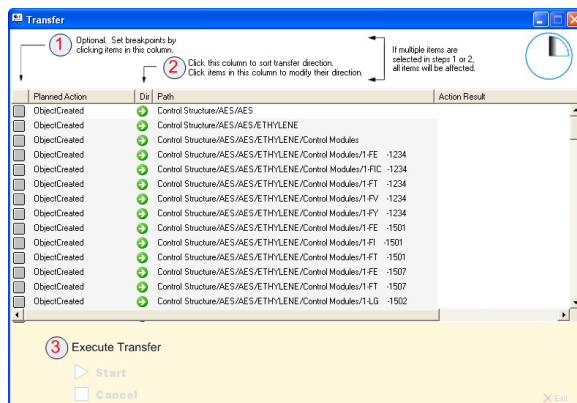 Transfer
1 Optional. Set breakpoints by
clicking items in this column.
2 Click this column to sort transfer direction.
Click items in this column to modify their direction.
If multiple items are
selected in steps 1 or 2,
all items will be affected.
Planned Action Dir Path Action Result
ObjectCreated Control Structure/AES/AES
ObjectCreated Control Structure/AES/AES/ETHYLENE
ObjectCreated Control Structure/AES/AES/ETHYLENE/Control Modules
ObjectCreated Control Structure/AES/AES/ETHYLENE/Control Modules/1-FE -1234
ObjectCreated Control Structure/AES/AES/ETHYLENE/Control Modules/1-FIC -1234
ObjectCreated Control Structure/AES/AES/ETHYLENE/Control Modules/1-FT -1234
ObjectCreated Control Structure/AES/AES/ETHYLENE/Control Modules/1-FV -1234
ObjectCreated Control Structure/AES/AES/ETHYLENE/Control Modules/1-FY -1234
ObjectCreated Control Structure/AES/AES/ETHYLENE/Control Modules/1-FE -1501
ObjectCreated Control Structure/AES/AES/ETHYLENE/Control Modules/1-FI -1501
ObjectCreated Control Structure/AES/AES/ETHYLENE/Control Modules/1-FT -1501
ObjectCreated Control Structure/AES/AES/ETHYLENE/Control Modules/1-FE -1507
ObjectCreated Control Structure/AES/AES/ETHYLENE/Control Modules/1-FT -1507
ObjectCreated Control Structure/AES/AES/ETHYLENE/Control Modules/1-LG -1502
3 Execute Transfer
Start
Cancel
Exit